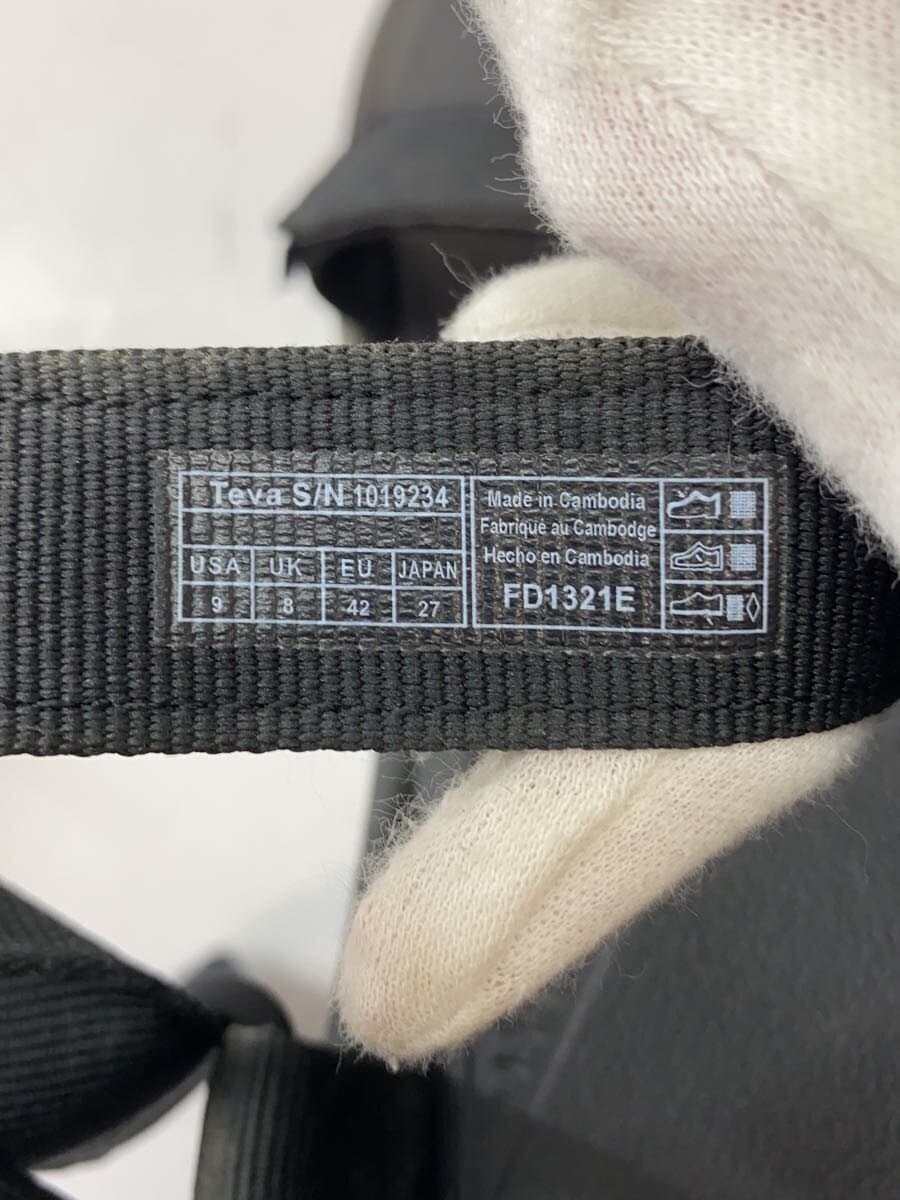 Teva S/N 1019234
USA UK EU JAPAN
9 8 42 27
Made in Cambodia
Fabriqué au Cambodge
Hecho en Cambodia
FD1321E